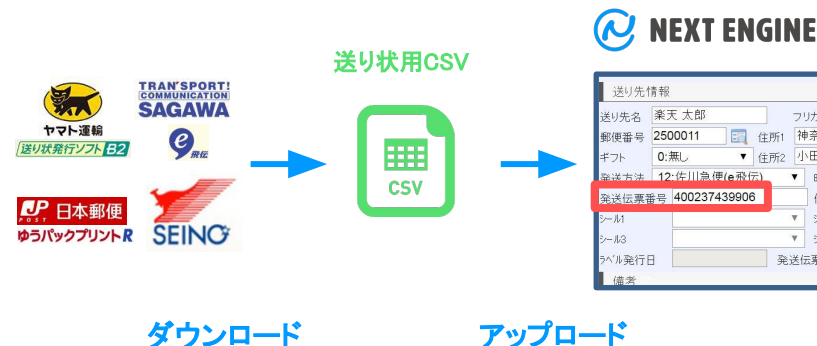 NEXT ENGINE
送り状用CSV
ヤマト運輸
送り状発行ソフト B2
TRANSPORT!
COMMUNICATION
SAGAWA
e飛伝
JP 日本郵便
POST
ゆうパックプリントR
SEINO
CSV
送り先情報
送り先名 楽天 太郎 フリガ
郵便番号 2500011 住所1 神奈
ギフト 0:無し 住所2 小田
発送方法 12:佐川急便(e飛伝)
発送伝票番号 400237439906
シール1
シール3
ラベル発行日 発送伝票
備考
ダウンロード
アップロード